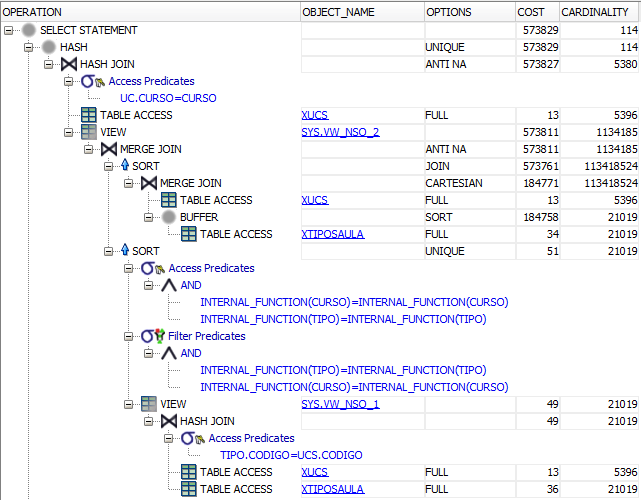 OPERATION OBJECT_NAME OPTIONS COST CARDINALITY
SELECT STATEMENT 573829 114
HASH UNIQUE 573829 114
HASH JOIN ANTI NA 573827 5380
Access Predicates
UC.CURSO=CURSO
TABLE ACCESS XUCS FULL 13 5396
VIEW SYS.VW_NSO_2 573811 1134185
MERGE JOIN ANTI NA 573811 1134185
SORT JOIN 573761 113418524
MERGE JOIN CARTESIAN 184771 113418524
TABLE ACCESS XUCS FULL 13 5396
BUFFER SORT 184758 21019
TABLE ACCESS XTIPOSAULA FULL 34 21019
SORT UNIQUE 51 21019
Access Predicates
AND
INTERNAL_FUNCTION(CURSO)=INTERNAL_FUNCTION(CURSO)
INTERNAL_FUNCTION(TIPO)=INTERNAL_FUNCTION(TIPO)
Filter Predicates
AND
INTERNAL_FUNCTION(TIPO)=INTERNAL_FUNCTION(TIPO)
INTERNAL_FUNCTION(CURSO)=INTERNAL_FUNCTION(CURSO)
VIEW SYS.VW_NSO_1 49 21019
HASH JOIN 49 21019
Access Predicates
TIPO.CODIGO=UCS.CODIGO
TABLE ACCESS XUCS FULL 13 5396
TABLE ACCESS XTIPOSAULA FULL 36 21019